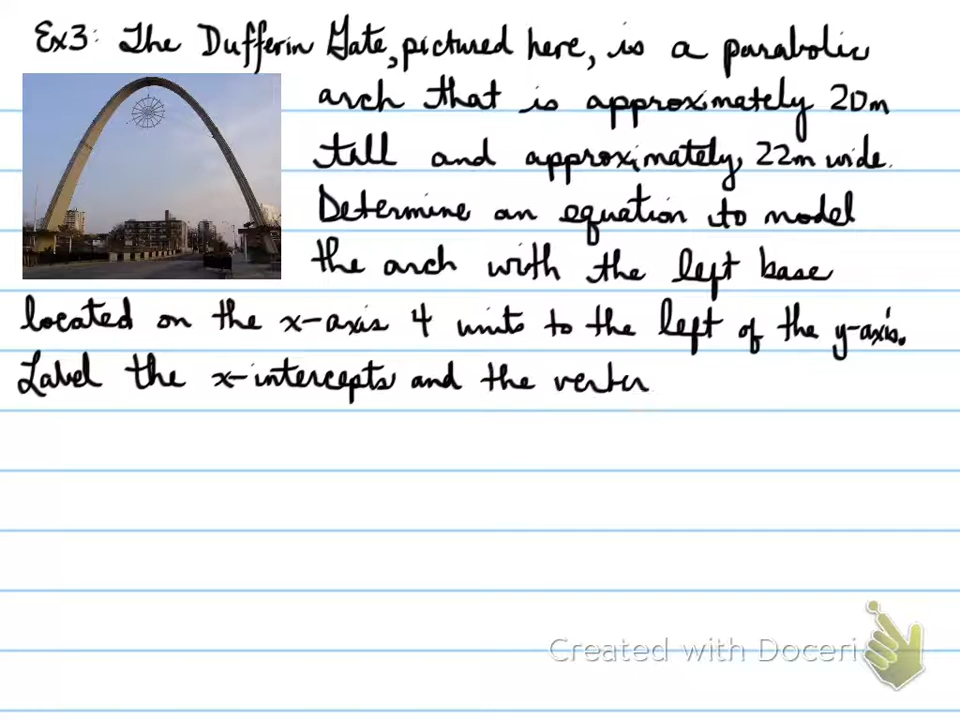 Ex3: The Dufferin Gate, pictured here, is a parabolic
arch that is approximately 20m
tall and approximately 22m wide.
Determine an equation to model
the arch with the left base
located on the x-axis 4 units to the left of the y-axis.
Label the x-intercepts and the vertex
Created with Doceri